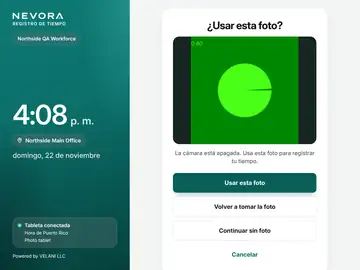 NEVORA
REGISTRO DE TIEMPO
Northside QA Workforce
4:08 p. m.
Northside Main Office
domingo, 22 de noviembre
Tableta conectada
Hora de Puerto Rico
Photo tablet
Powered by VELANI LLC
¿Usar esta foto?
0.60
La cámara está apagada. Usa esta foto para registrar
tu tiempo.
Usar esta foto
Volver a tomar la foto
Continuar sin foto
Cancelar